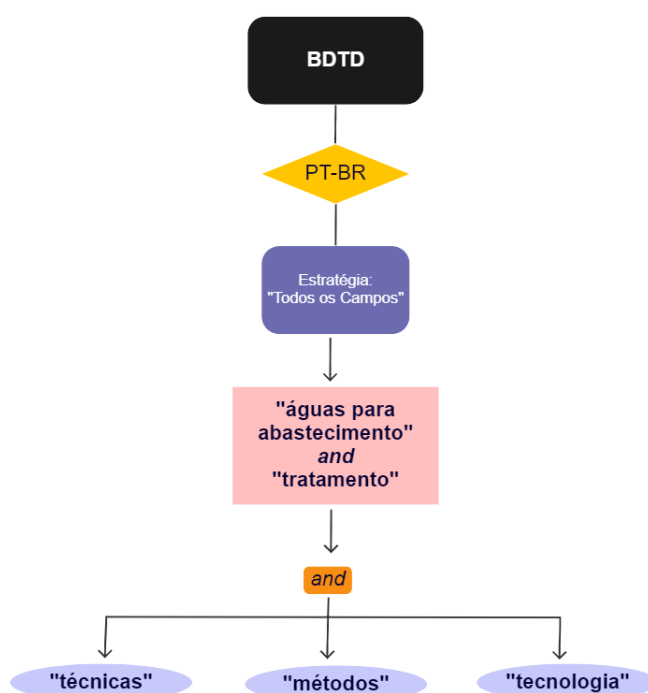 BDTD
PT-BR
Estratégia:
"Todos os Campos"
"águas para
abastecimento"
and
"tratamento"
and
"técnicas"
"métodos"
"tecnologia"